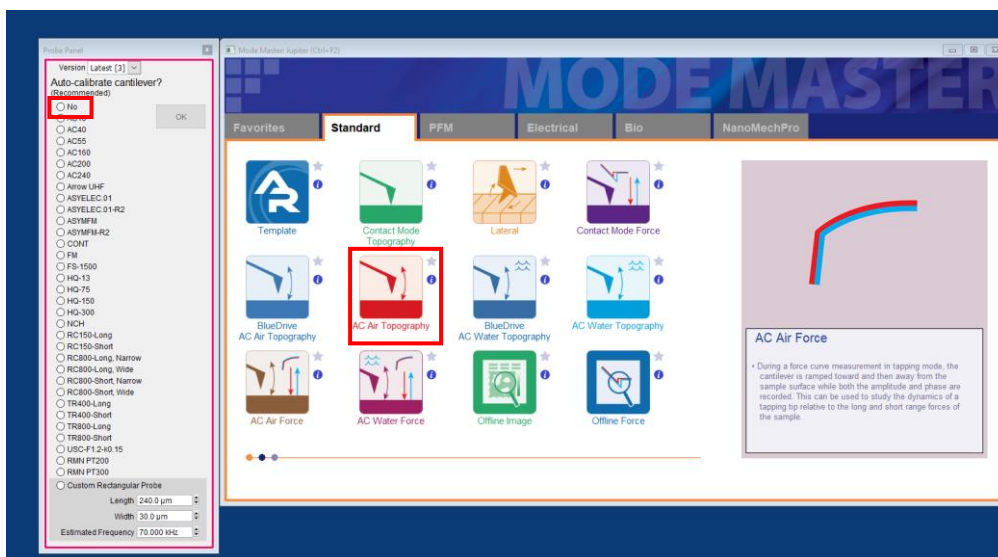 Probe Panel
Version Latest [3]
Auto-calibrate cantilever?
(Recommended)
No
OK
AC40
AC55
AC160
AC200
AC240
Arrow UHF
ASYELEC.01
ASYELEC.01-R2
ASYMFM
ASYMFM-R2
CONT
FM
FS-1500
HQ-13
HQ-75
HQ-150
HQ-300
NCH
RC150-Long
RC150-Short
RC800-Long, Narrow
RC800-Long, Wide
RC800-Short, Narrow
RC800-Short, Wide
TR400-Long
TR400-Short
TR800-Long
TR800-Short
USC-F1.2-k0.15
RMN PT200
RMN PT300
Custom Rectangular Probe
Length 240.0 µm
Width 30.0 µm
Estimated Frequency 70.000 kHz
Mode Master: Jupiter (Ctrl+F2)
MODE MASTER
Favorites Standard PFM Electrical Bio NanoMechPro
Template
Contact Mode
Topography
Lateral
Contact Mode Force
BlueDrive
AC Air Topography
AC Air Topography
BlueDrive
AC Water Topography
AC Water Topography
AC Air Force
AC Water Force
Offline Image
Offline Force
AC Air Force
• During a force curve measurement in tapping mode, the
cantilever is ramped toward and then away from the
sample surface while both the amplitude and phase are
recorded. This can be used to study the dynamics of a
tapping tip relative to the long and short range forces of
the sample.